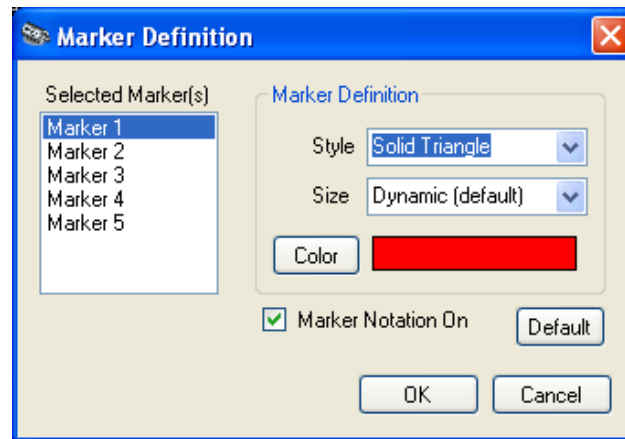 Marker Definition
Selected Marker(s)
Marker 1
Marker 2
Marker 3
Marker 4
Marker 5
Marker Definition
Style Solid Triangle
Size Dynamic (default)
Color
Marker Notation On
Default
OK Cancel